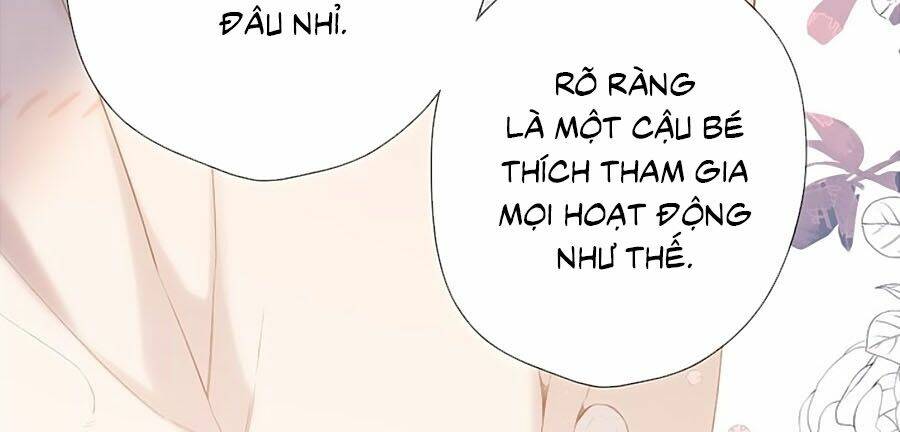 ĐÂU NHỈ.
RÕ RÀNG
LÀ MỘT CẬU BÉ
THÍCH THAM GIA
MỌI HOẠT ĐỘNG
NHƯ THẾ.